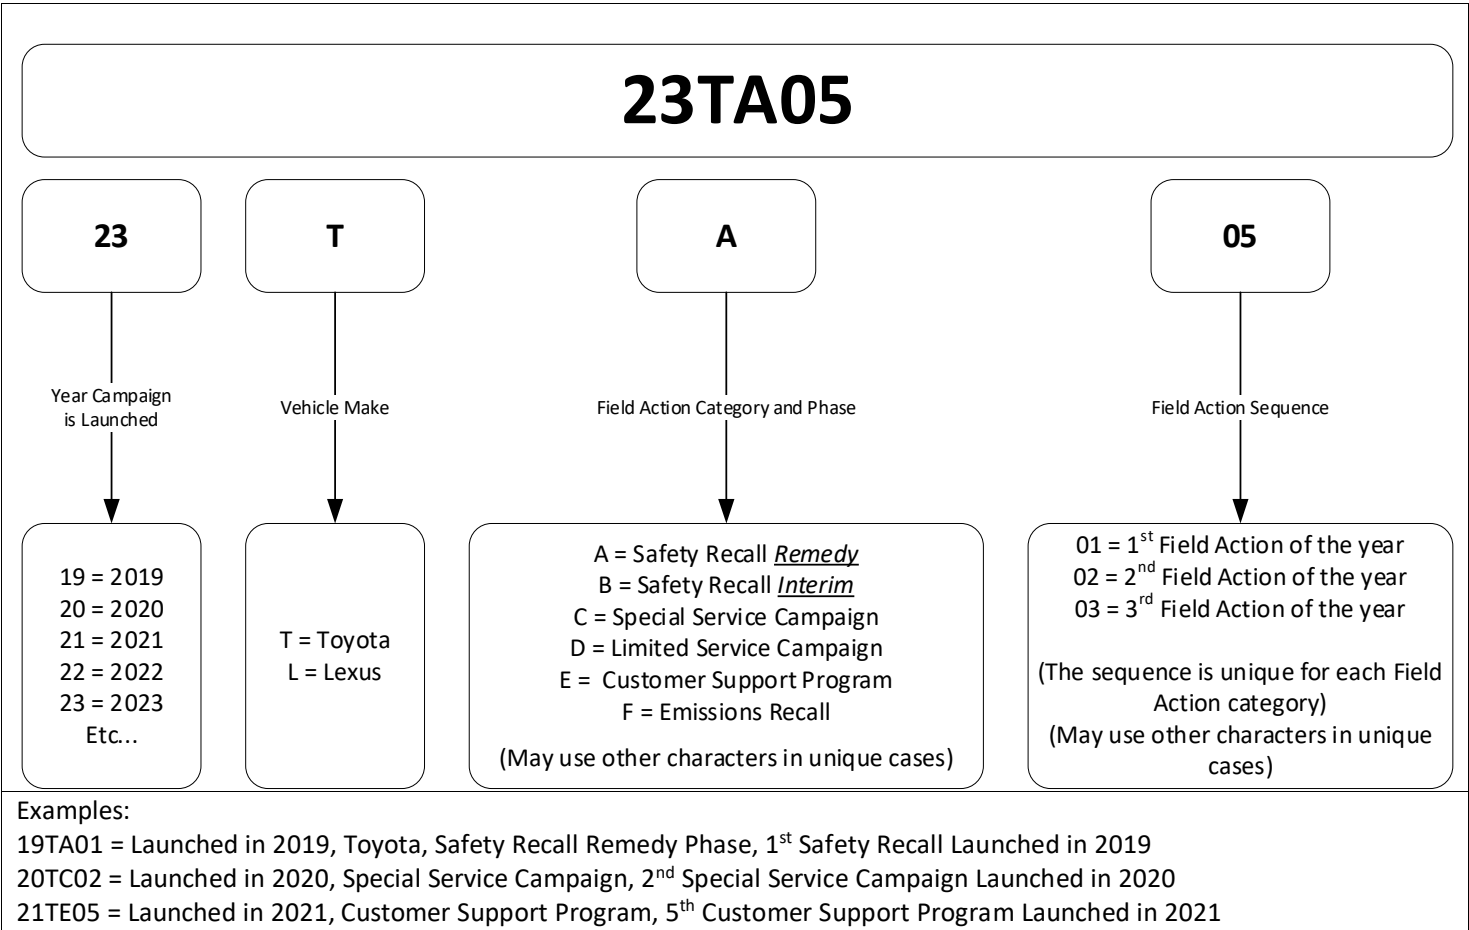 23TA05
23
T
A
05
Year Campaign
is Launched
Vehicle Make
Field Action Category and Phase
Field Action Sequence
19 = 2019
20 = 2020
21 = 2021
22 = 2022
23 = 2023
Etc...
T = Toyota
L = Lexus
A = Safety Recall Remedy
B = Safety Recall Interim
C = Special Service Campaign
D = Limited Service Campaign
E =  Customer Support Program
F = Emissions Recall
(May use other characters in unique cases)
01 = 1st Field Action of the year
02 = 2nd Field Action of the year
03 = 3rd Field Action of the year
(The sequence is unique for each Field
Action category)
(May use other characters in unique
cases)
Examples:
19TA01 = Launched in 2019, Toyota, Safety Recall Remedy Phase, 1st Safety Recall Launched in 2019
20TC02 = Launched in 2020, Special Service Campaign, 2nd Special Service Campaign Launched in 2020
21TE05 = Launched in 2021, Customer Support Program, 5th Customer Support Program Launched in 2021